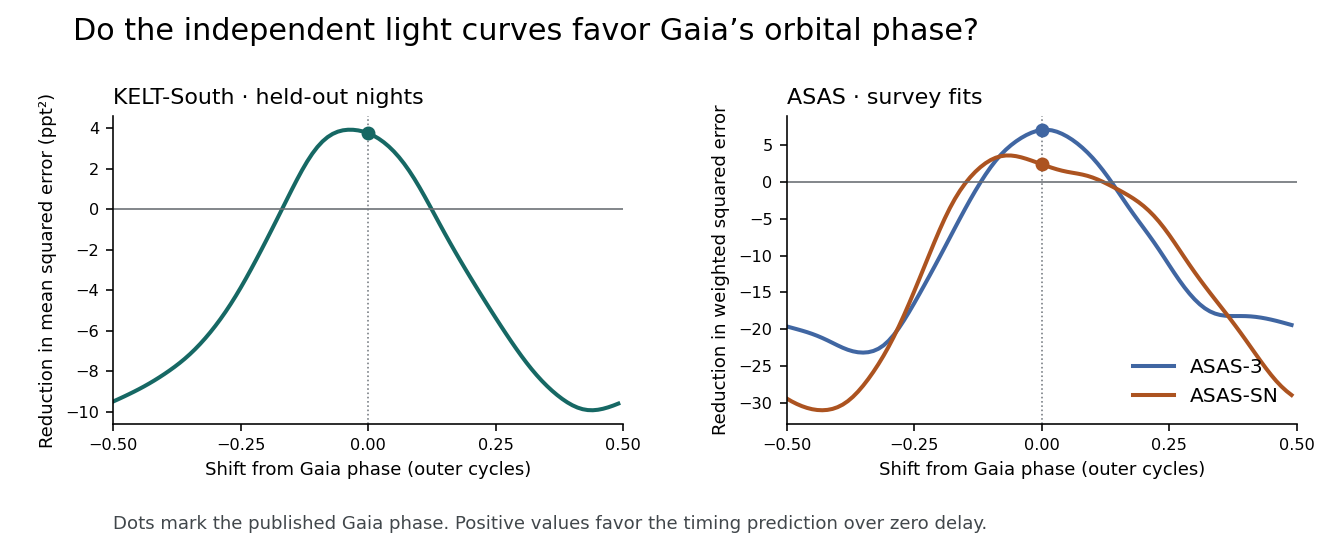 Do the independent light curves favor Gaia’s orbital phase?
KELT-South · held-out nights
Reduction in mean squared error (ppt²)
4
2
0
−2
−4
−6
−8
−10
−0.50 −0.25 0.00 0.25 0.50
Shift from Gaia phase (outer cycles)
ASAS · survey fits
Reduction in weighted squared error
5
0
−5
−10
−15
−20
−25
−30
ASAS-3
ASAS-SN
−0.50 −0.25 0.00 0.25 0.50
Shift from Gaia phase (outer cycles)
Dots mark the published Gaia phase. Positive values favor the timing prediction over zero delay.